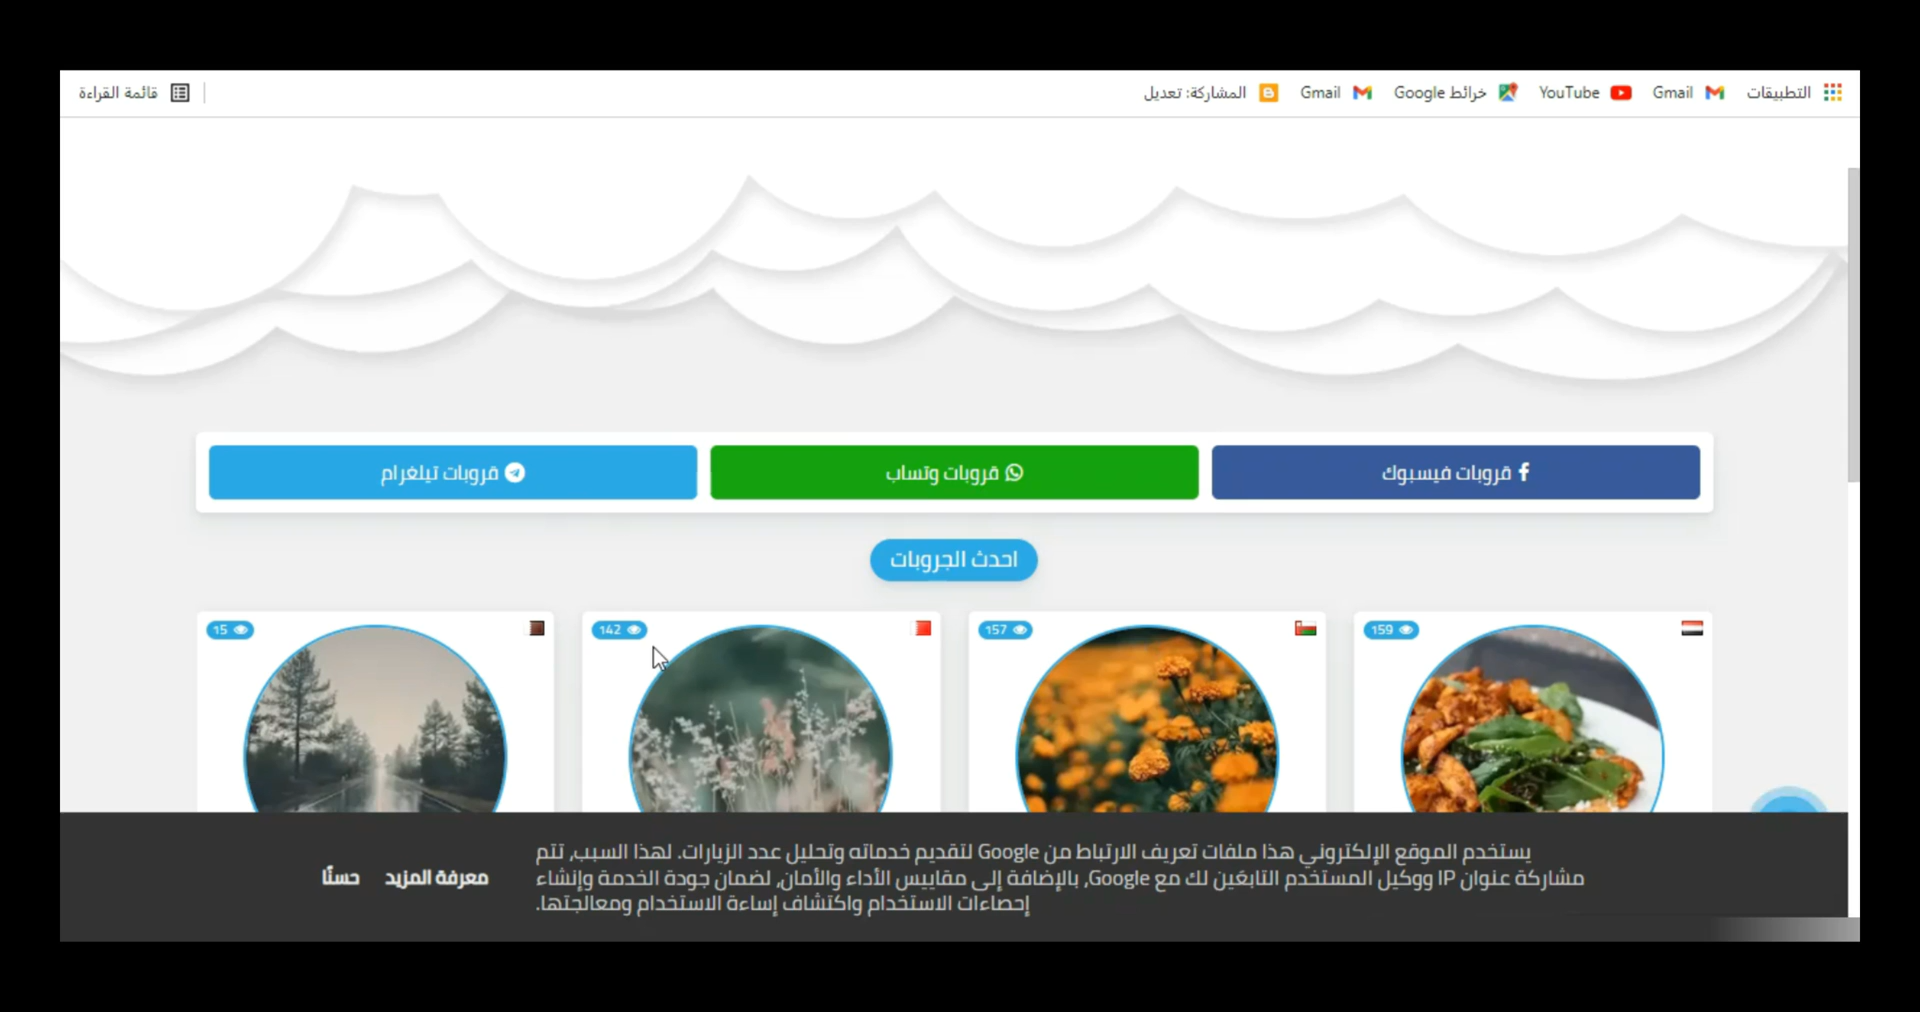 التطبيقات
Gmail
YouTube
خرائط Google
Gmail
المشاركة: تعديل
قائمة القراءة
قروبات فيسبوك
قروبات وتساب
قروبات تيلغرام
احدث الجروبات
159
157
142
15
يستخدم الموقع الإلكتروني هذا ملفات تعريف الارتباط من Google لتقديم خدماته وتحليل عدد الزيارات. لهذا السبب، تتم
مشاركة عنوان IP ووكيل المستخدم التابعَين لك مع Google, بالإضافة إلى مقاييس الأداء والأمان, لضمان جودة الخدمة وإنشاء
إحصاءات الاستخدام واكتشاف إساءة الاستخدام ومعالجتها.
معرفة المزيد
حسنًا